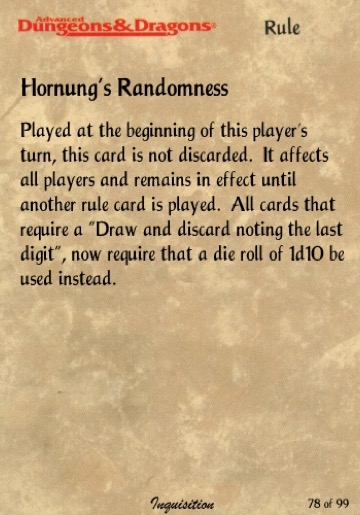 Advanced
Dungeons&Dragons®
Rule
Hornung's Randomness
Played at the beginning of this player's
turn, this card is not discarded. It affects
all players and remains in effect until
another rule card is played. All cards that
require a "Draw and discard noting the last
digit", now require that a die roll of 1d10 be
used instead.
Inquisition
78 of 99